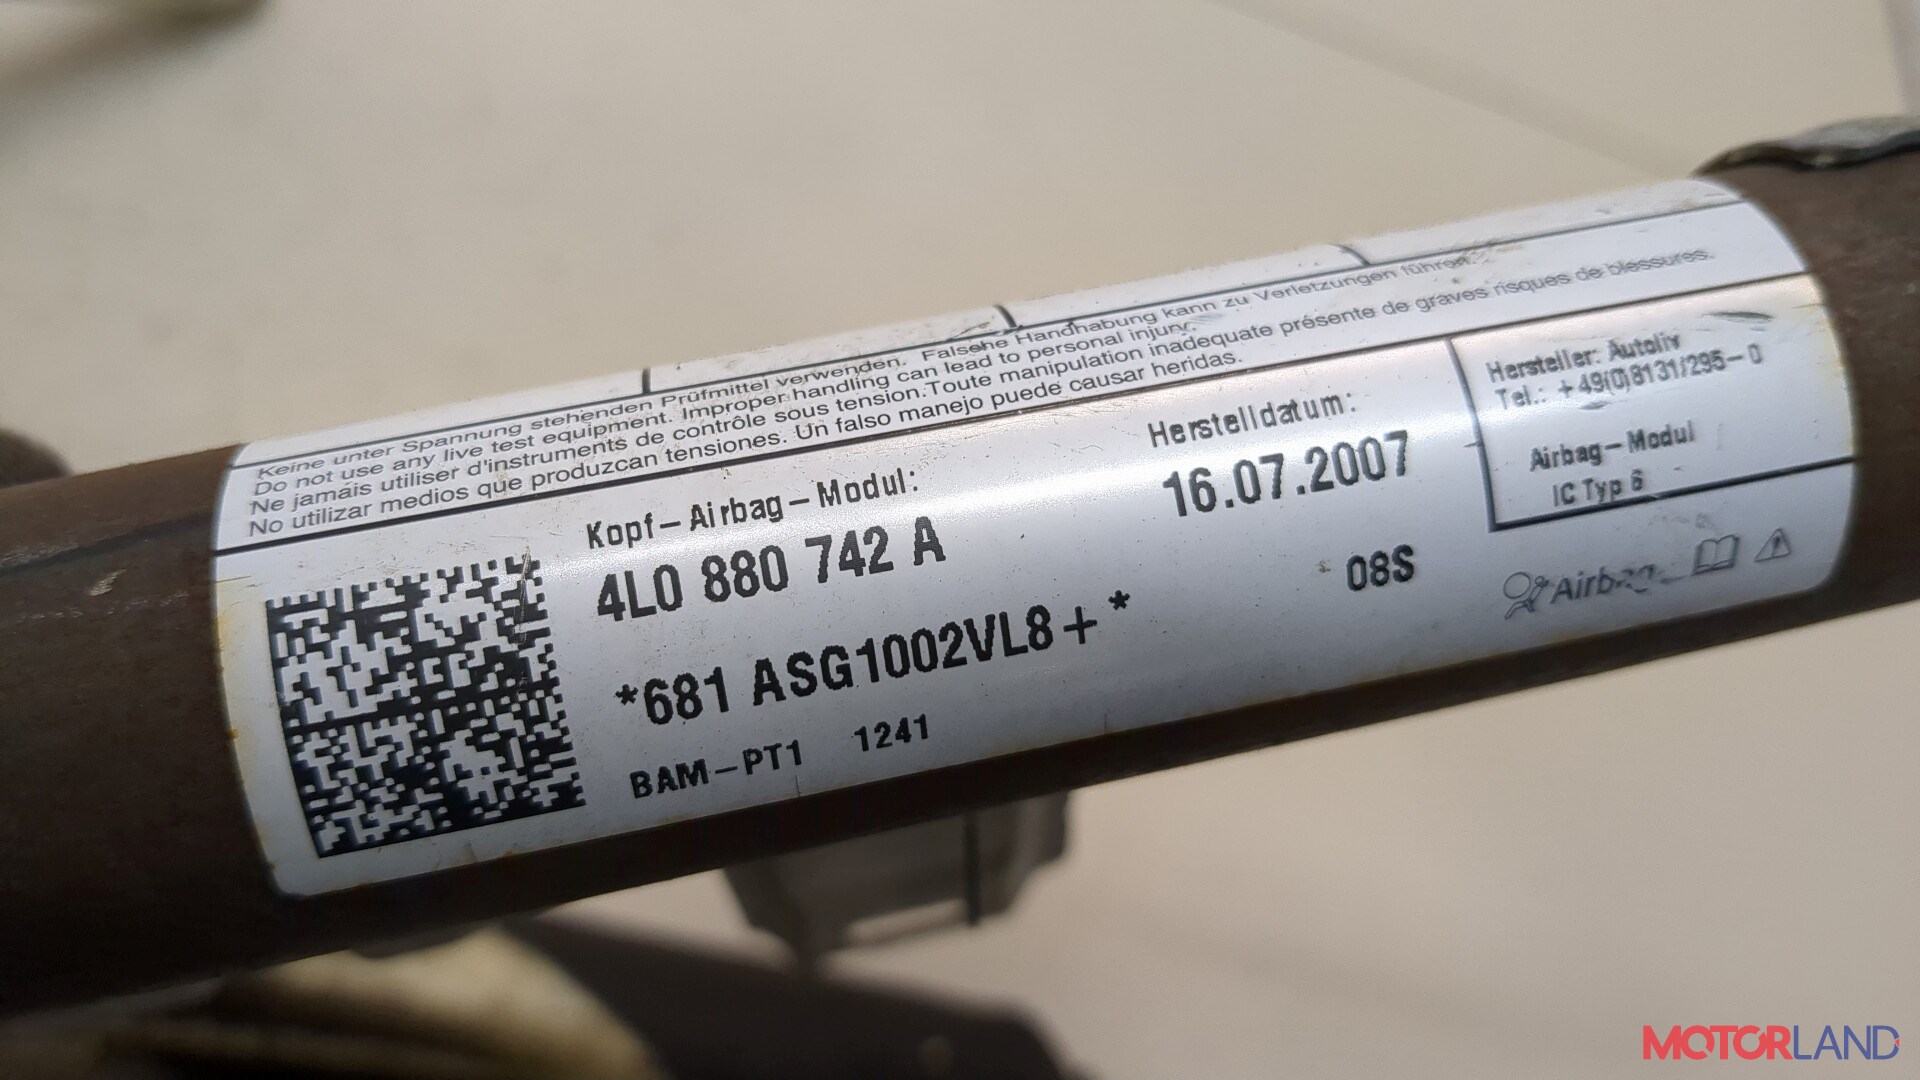 Keine unter Spannung stehenden Prüfmittel verwenden. Falsche Handhabung kann zu Verletzungen führen.
Do not use any live test equipment. Improper handling can lead to personal injury.
Ne jamais utiliser d'instruments de contrôle sous tension.Toute manipulation inadequate présente de graves risques de blessures.
No utilizar medios que produzcan tensiones. Un falso manejo puede causar heridas.
Kopf-Airbag-Modul:
4L0 880 742 A
*681 ASG1002VL8+*
BAM-PT1 1241
Herstelldatum:
16.07.2007
08S
Hersteller: Autoliv
Tel.: +49(0)8131/295-0
Airbag-Modul
IC Typ 6
Airbag
MOTORLAND